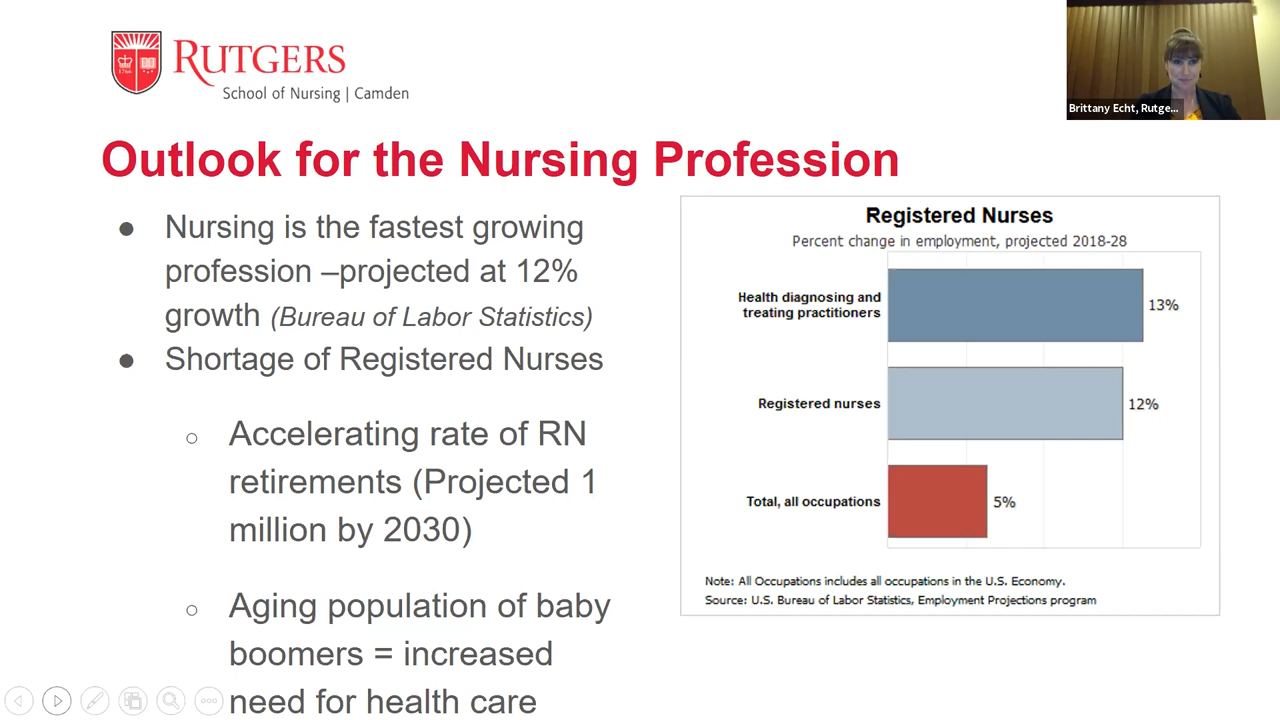 RUTGERS
School of Nursing | Camden
1766
Brittany Echt, Rutge...
Outlook for the Nursing Profession
● Nursing is the fastest growing
profession –projected at 12%
growth (Bureau of Labor Statistics)
● Shortage of Registered Nurses
○ Accelerating rate of RN
retirements (Projected 1
million by 2030)
○ Aging population of baby
boomers = increased
need for health care
Registered Nurses
Percent change in employment, projected 2018-28
Health diagnosing and
treating practitioners
13%
Registered nurses
12%
Total, all occupations
5%
Note: All Occupations includes all occupations in the U.S. Economy.
Source: U.S. Bureau of Labor Statistics, Employment Projections program